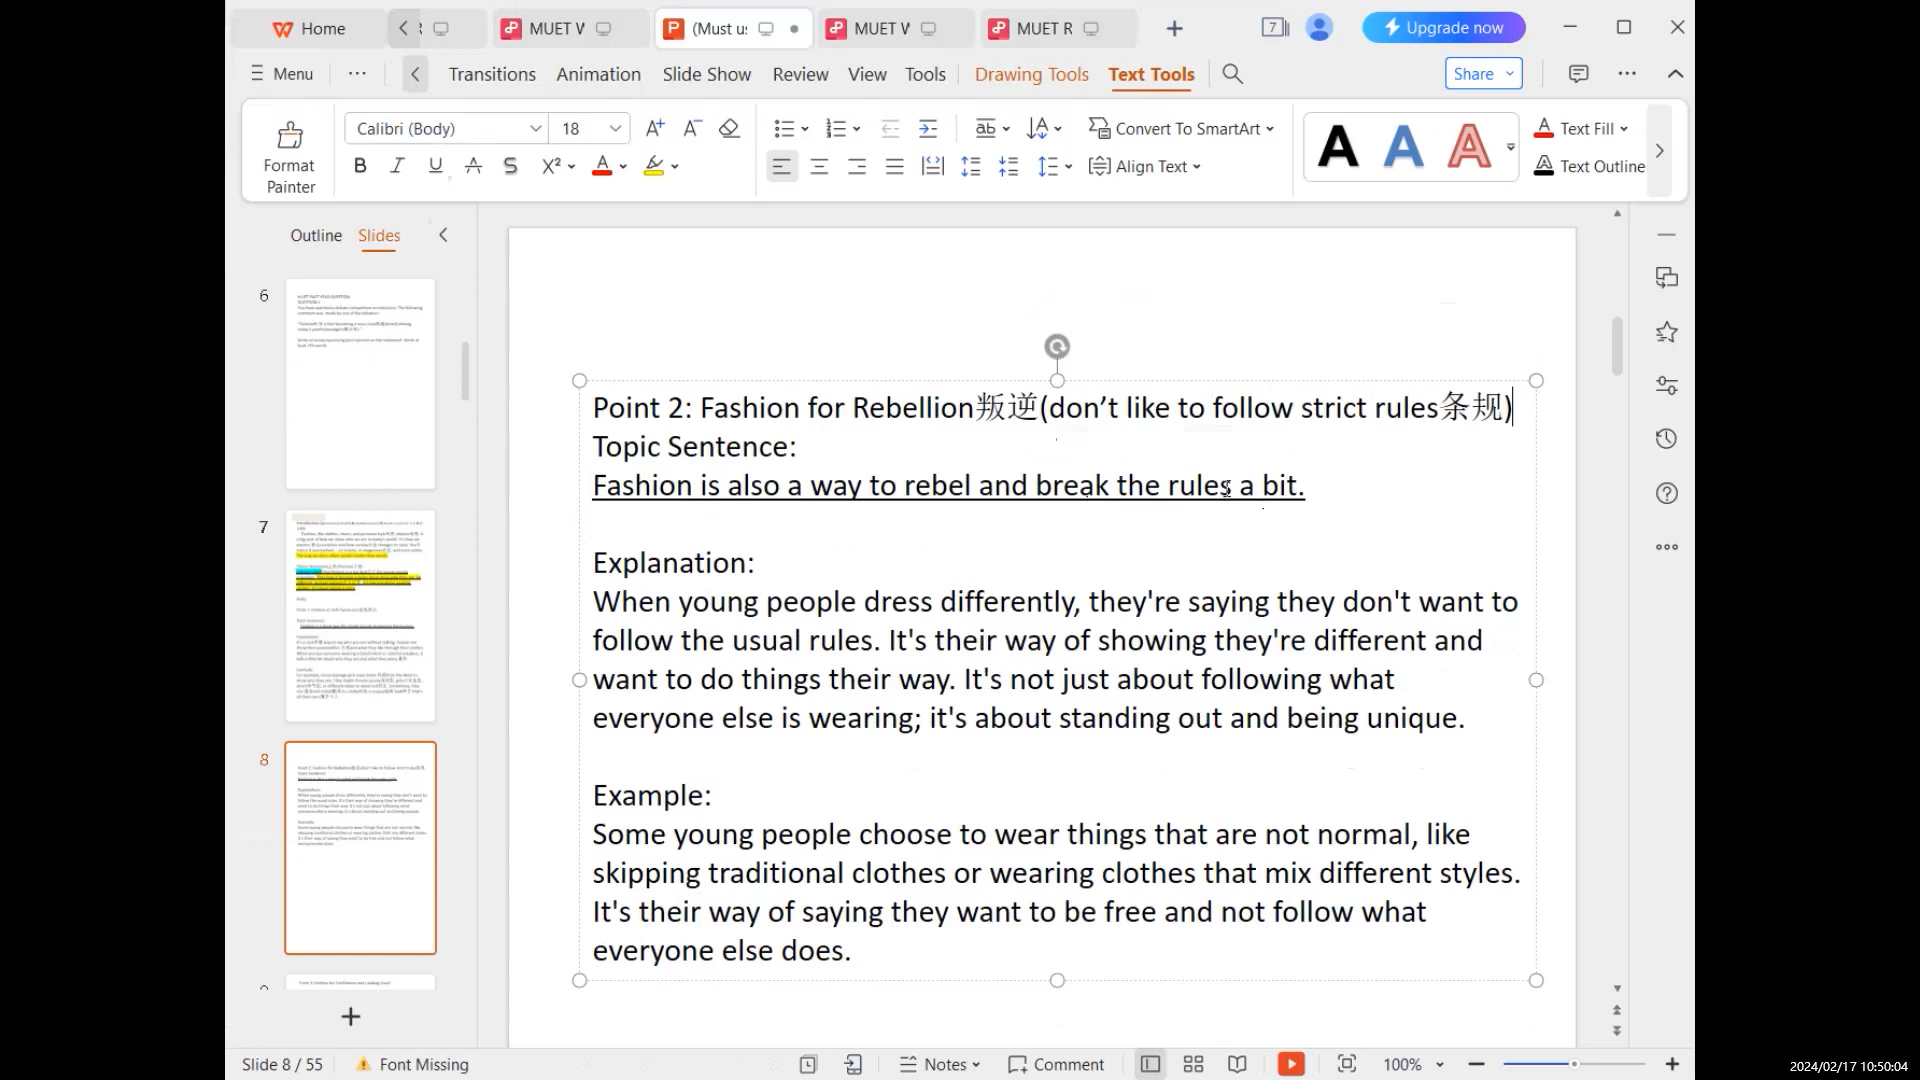 Home
MUET V
(Must u:
MUET V
MUET R
7
Upgrade now
Menu
Transitions
Animation
Slide Show
Review
View
Tools
Drawing Tools
Text Tools
Share
Format
Painter
Calibri (Body)
18
Convert To SmartArt
Align Text
Text Fill
Text Outline
Outline
Slides
6
7
8
Point 2: Fashion for Rebellion叛逆(don’t like to follow strict rules条规)
Topic Sentence:
Fashion is also a way to rebel and break the rules a bit.
Explanation:
When young people dress differently, they're saying they don't want to
follow the usual rules. It's their way of showing they're different and
want to do things their way. It's not just about following what
everyone else is wearing; it's about standing out and being unique.
Example:
Some young people choose to wear things that are not normal, like
skipping traditional clothes or wearing clothes that mix different styles.
It's their way of saying they want to be free and not follow what
everyone else does.
Slide 8 / 55
Font Missing
Notes
Comment
100%
2024/02/17 10:50:04